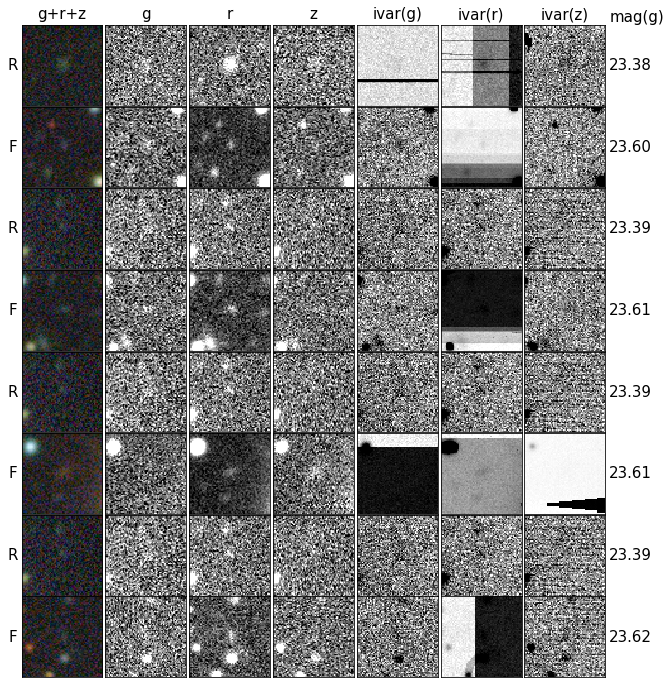 g+r+z g r z ivar(g) ivar(r) ivar(z) mag(g)
R 23.38
F 23.60
R 23.39
F 23.61
R 23.39
F 23.61
R 23.39
F 23.62